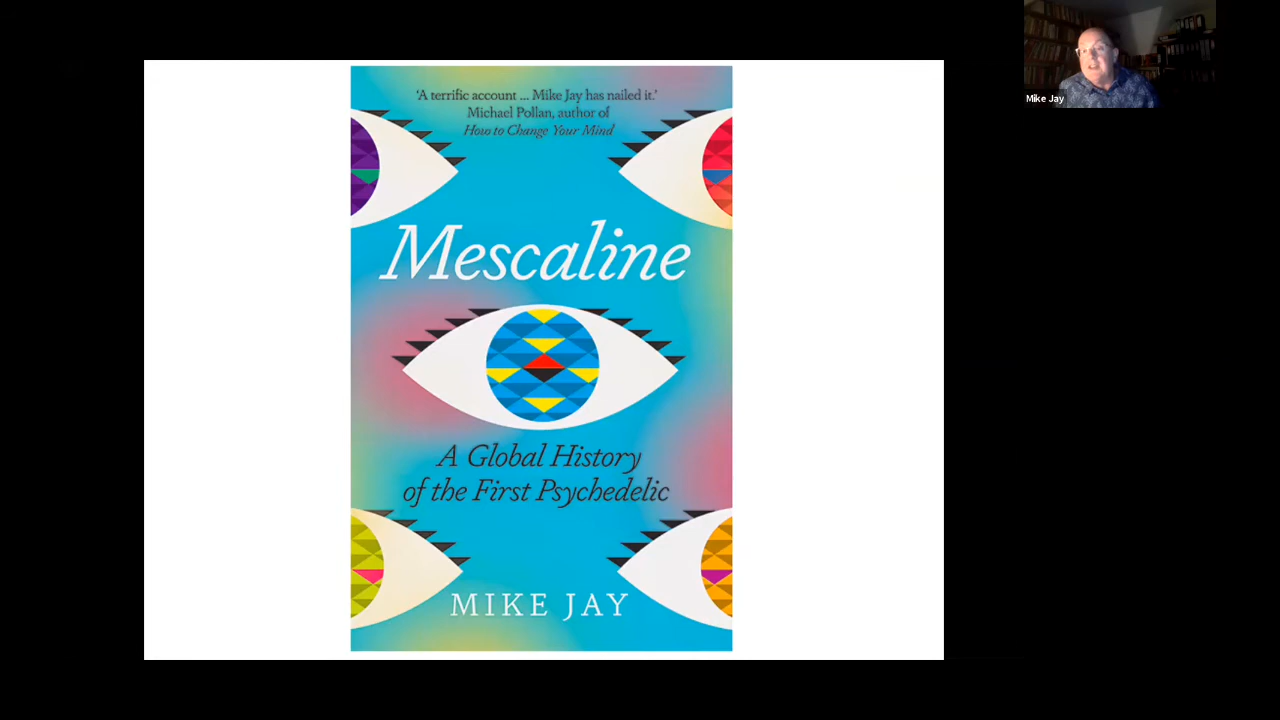 'A terrific account ... Mike Jay has nailed it.'
Michael Pollan, author of
How to Change Your Mind
Mescaline
A Global History
of the First Psychedelic
MIKE JAY
Mike Jay